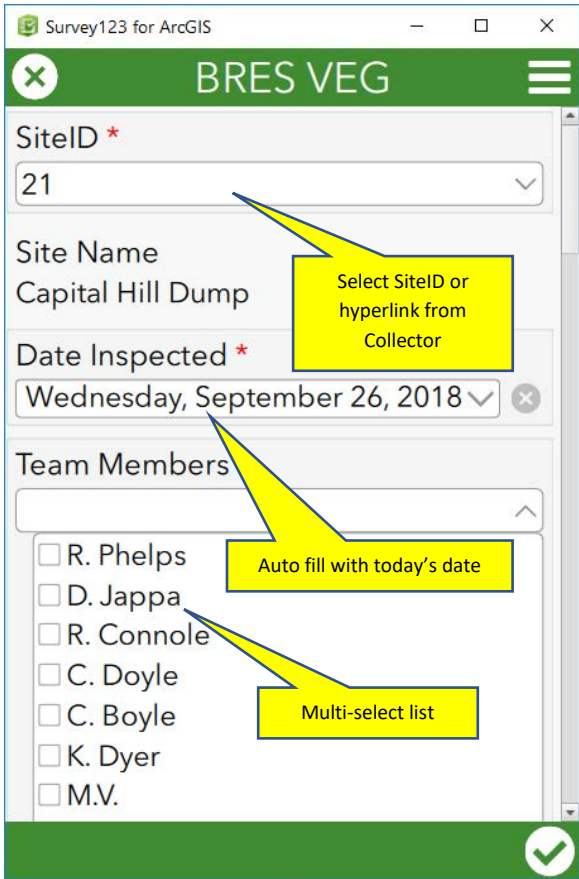 Survey123 for ArcGIS
BRES VEG
SiteID *
21
Site Name
Capital Hill Dump
Select SiteID or
hyperlink from
Collector
Date Inspected *
Wednesday, September 26, 2018
Team Members
Auto fill with today’s date
R. Phelps
D. Jappa
R. Connole
C. Doyle
C. Boyle
K. Dyer
M.V.
Multi-select list